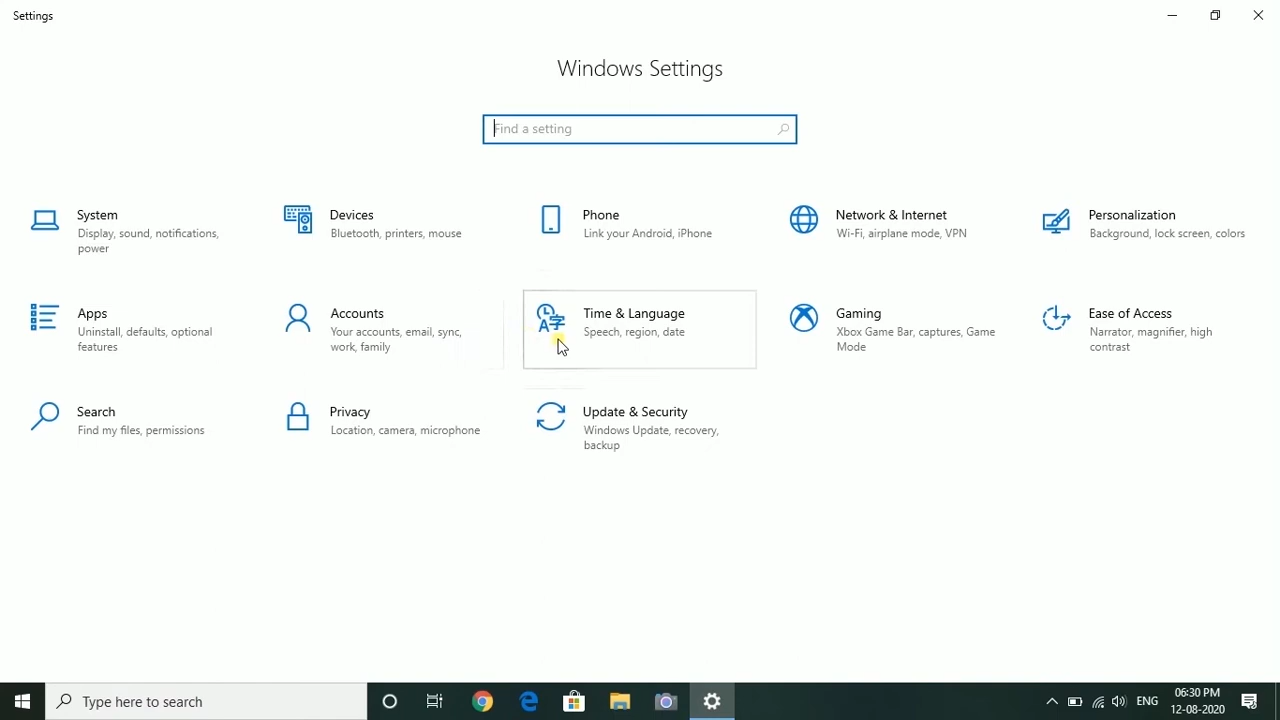 Settings
Windows Settings
Find a setting
System
Display, sound, notifications,
power
Devices
Bluetooth, printers, mouse
Phone
Link your Android, iPhone
Network & Internet
Wi-Fi, airplane mode, VPN
Personalization
Background, lock screen, colors
Apps
Uninstall, defaults, optional
features
Accounts
Your accounts, email, sync,
work, family
Time & Language
Speech, region, date
Gaming
Xbox Game Bar, captures, Game
Mode
Ease of Access
Narrator, magnifier, high
contrast
Search
Find my files, permissions
Privacy
Location, camera, microphone
Update & Security
Windows Update, recovery,
backup
Type here to search
ENG
06:30 PM
12-08-2020